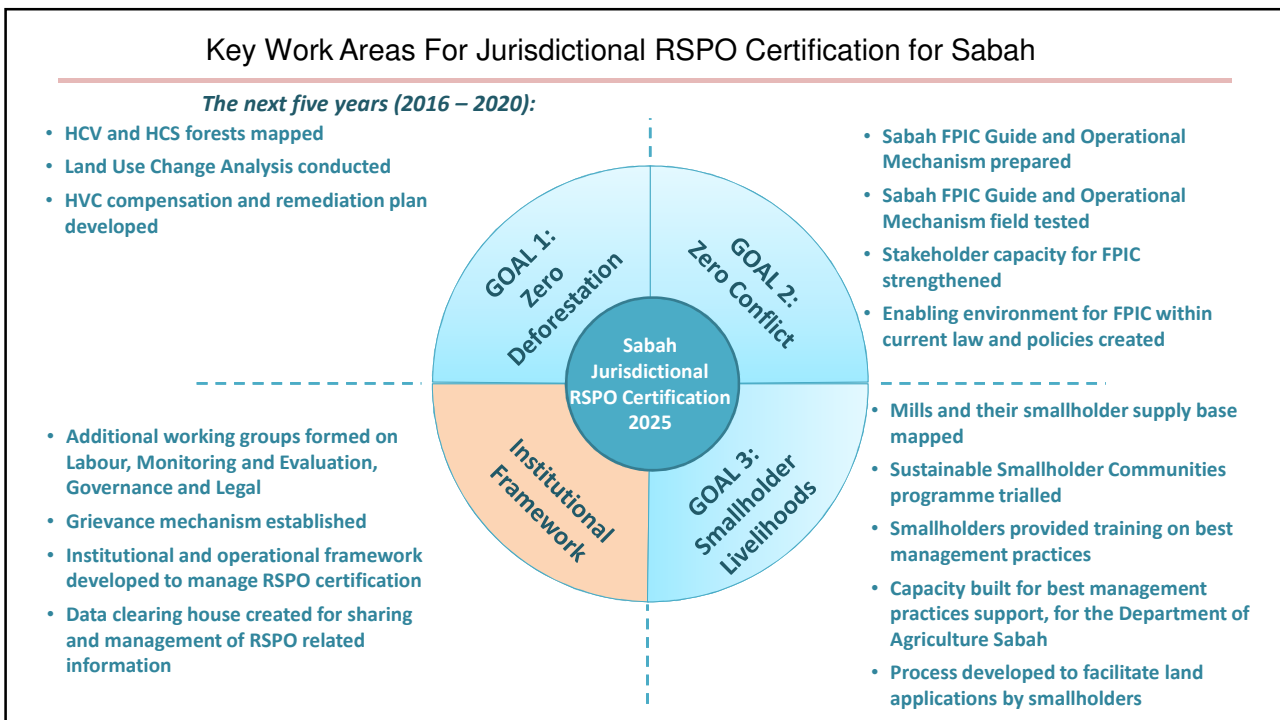 Key Work Areas For Jurisdictional RSPO Certification for Sabah
The next five years (2016 – 2020):
• HCV and HCS forests mapped
• Land Use Change Analysis conducted
• HVC compensation and remediation plan
developed
• Sabah FPIC Guide and Operational
Mechanism prepared
• Sabah FPIC Guide and Operational
Mechanism field tested
• Stakeholder capacity for FPIC
strengthened
• Enabling environment for FPIC within
current law and policies created
GOAL 1:
Zero
Deforestation
GOAL 2:
Zero Conflict
Sabah
Jurisdictional
RSPO Certification
2025
Institutional
Framework
GOAL 3:
Smallholder
Livelihoods
• Additional working groups formed on
Labour, Monitoring and Evaluation,
Governance and Legal
• Grievance mechanism established
• Institutional and operational framework
developed to manage RSPO certification
• Data clearing house created for sharing
and management of RSPO related
information
• Mills and their smallholder supply base
mapped
• Sustainable Smallholder Communities
programme trialled
• Smallholders provided training on best
management practices
• Capacity built for best management
practices support, for the Department of
Agriculture Sabah
• Process developed to facilitate land
applications by smallholders